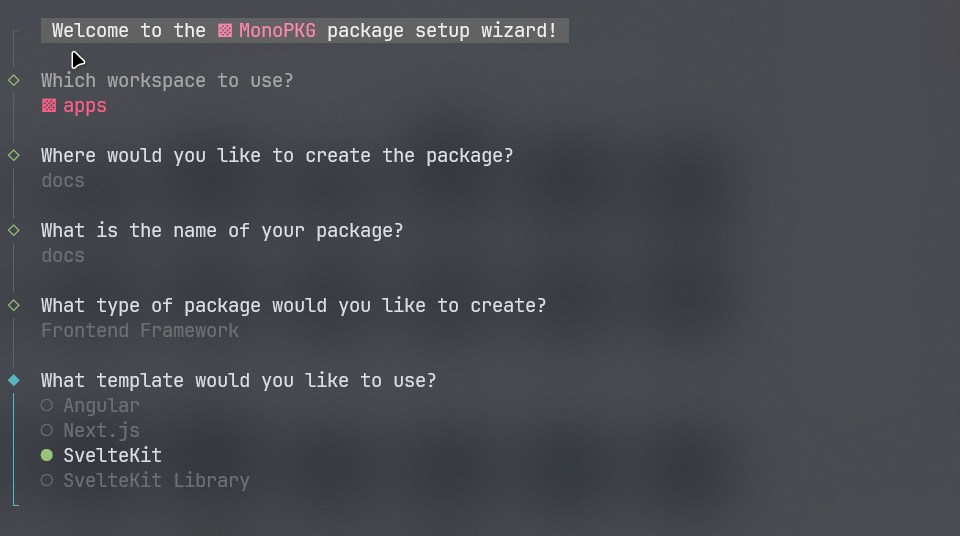 Welcome to the MonoPKG package setup wizard!
Which workspace to use?
apps
Where would you like to create the package?
docs
What is the name of your package?
docs
What type of package would you like to create?
Frontend Framework
What template would you like to use?
Angular
Next.js
SvelteKit
SvelteKit Library